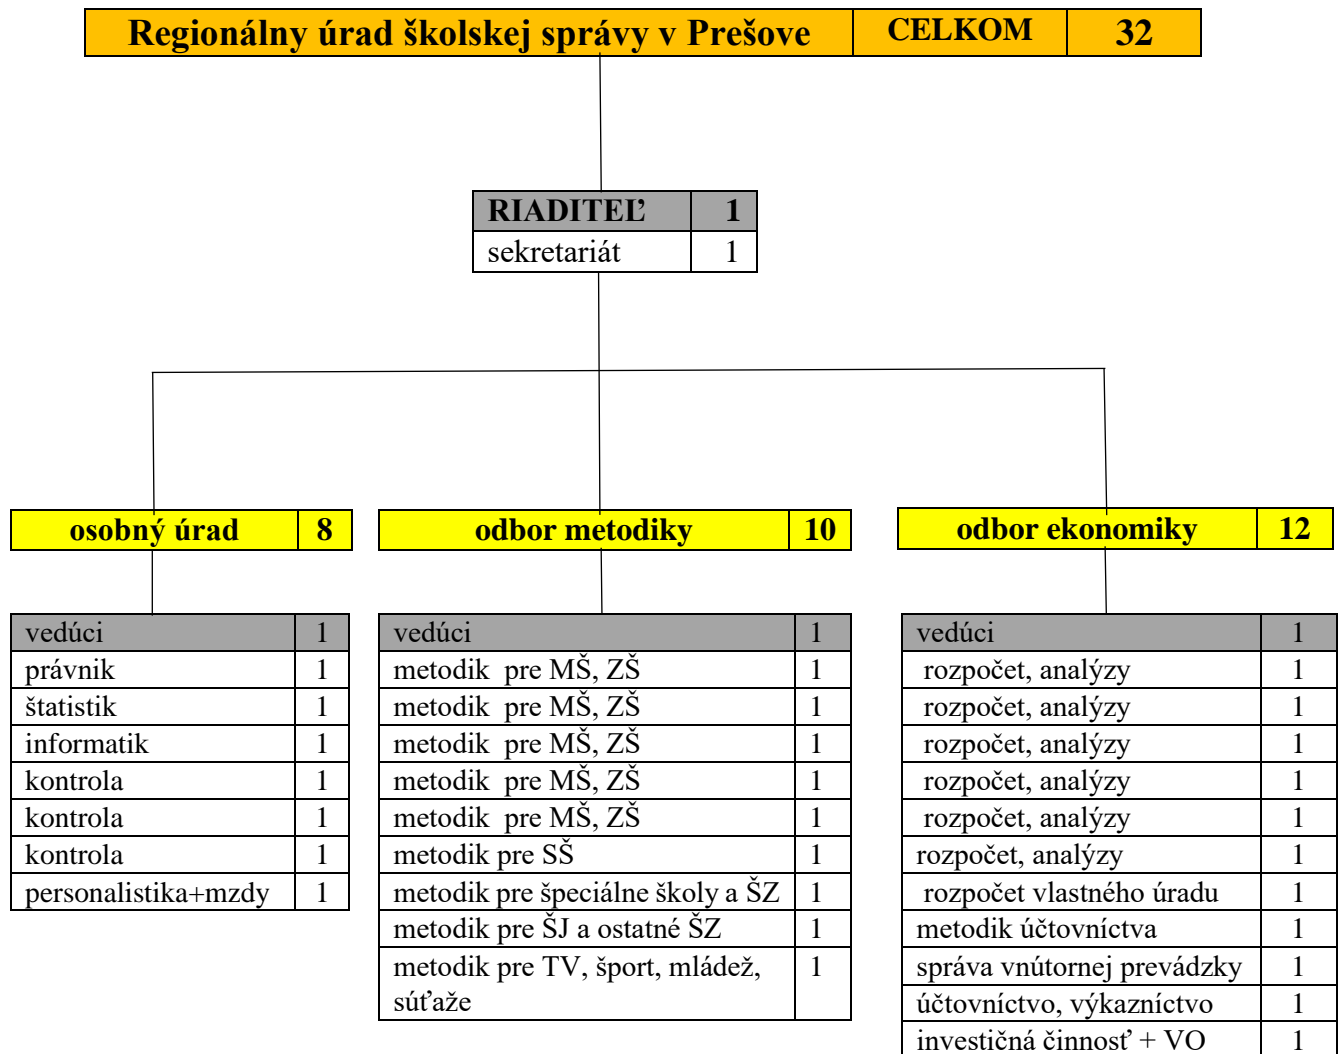 Regionálny úrad školskej správy v Prešove CELKOM 32
RIADITEĽ 1
sekretariát 1
osobný úrad 8
vedúci 1
právnik 1
štatistik 1
informatik 1
kontrola 1
kontrola 1
kontrola 1
personalistika+mzdy 1
odbor metodiky 10
vedúci 1
metodik pre MŠ, ZŠ 1
metodik pre MŠ, ZŠ 1
metodik pre MŠ, ZŠ 1
metodik pre MŠ, ZŠ 1
metodik pre MŠ, ZŠ 1
metodik pre SŠ 1
metodik pre špeciálne školy a ŠZ 1
metodik pre ŠJ a ostatné ŠZ 1
metodik pre TV, šport, mládež, 1
súťaže
odbor ekonomiky 12
vedúci 1
rozpočet, analýzy 1
rozpočet, analýzy 1
rozpočet, analýzy 1
rozpočet, analýzy 1
rozpočet, analýzy 1
rozpočet, analýzy 1
rozpočet vlastného úradu 1
metodik účtovníctva 1
správa vnútornej prevádzky 1
účtovníctvo, výkazníctvo 1
investičná činnosť + VO 1